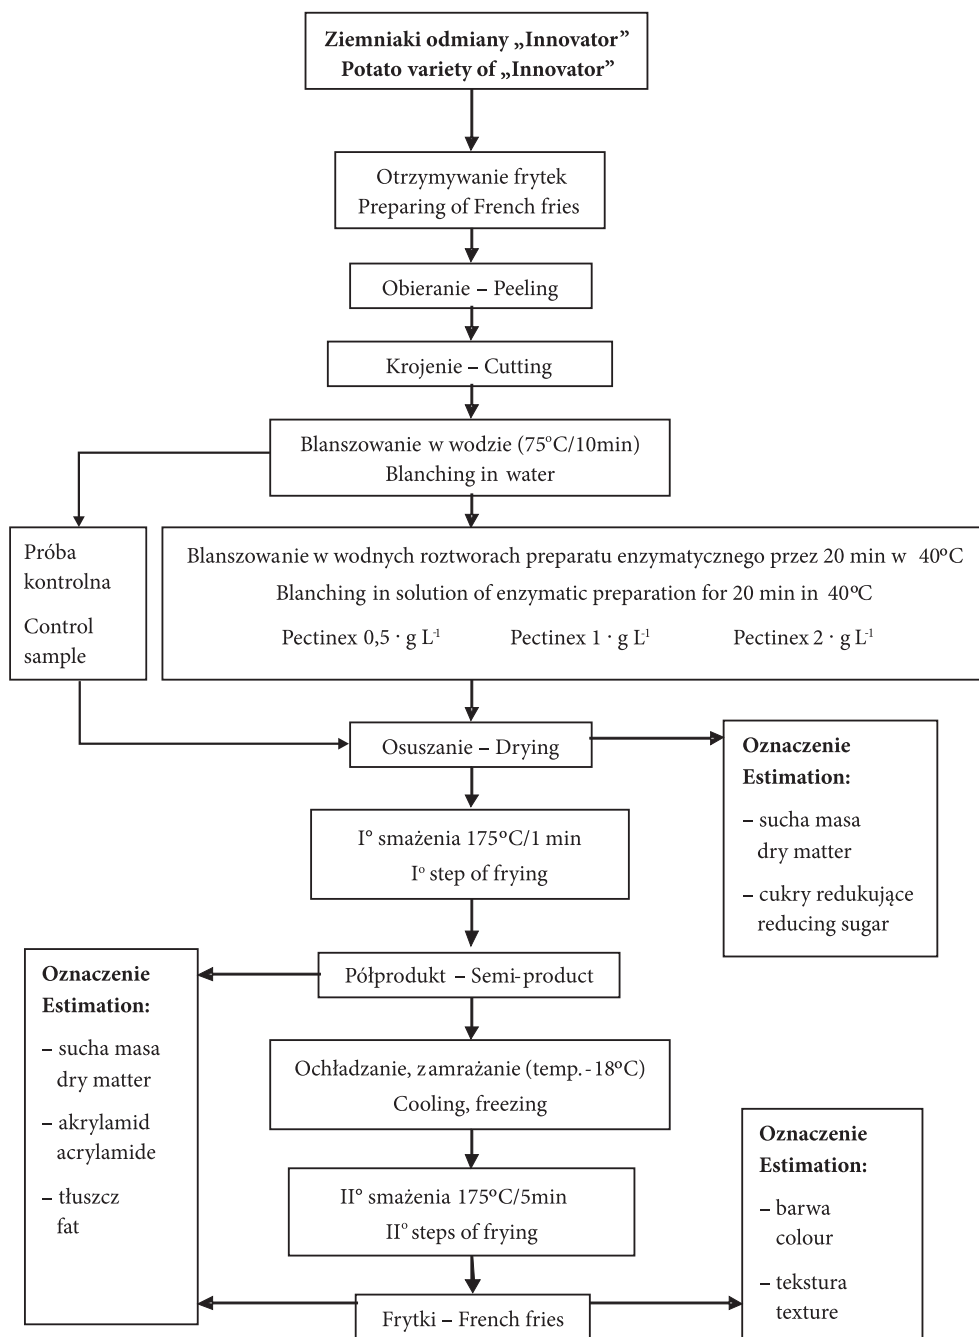 Ziemniaki odmiany „Innovator”
Potato variety of „Innovator”
Otrzymywanie frytek
Preparing of French fries
Obieranie – Peeling
Krojenie – Cutting
Blanszowanie w wodzie (75°C/10min)
Blanching in water
Próba
kontrolna
Control
sample
Blanszowanie w wodnych roztworach preparatu enzymatycznego przez 20 min w 40°C
Blanching in solution of enzymatic preparation for 20 min in 40°C
Pectinex 0,5 · g L⁻¹ Pectinex 1 · g L⁻¹ Pectinex 2 · g L⁻¹
Osuszanie – Drying
Oznaczenie
Estimation:
– sucha masa
dry matter
– cukry redukujące
reducing sugar
I° smażenia 175°C/1 min
I° step of frying
Półprodukt – Semi-product
Oznaczenie
Estimation:
– sucha masa
dry matter
– akrylamid
acrylamide
– tłuszcz
fat
Ochładzanie, zamrażanie (temp. -18°C)
Cooling, freezing
II° smażenia 175°C/5min
II° steps of frying
Oznaczenie
Estimation:
– barwa
colour
– tekstura
texture
Frytki – French fries